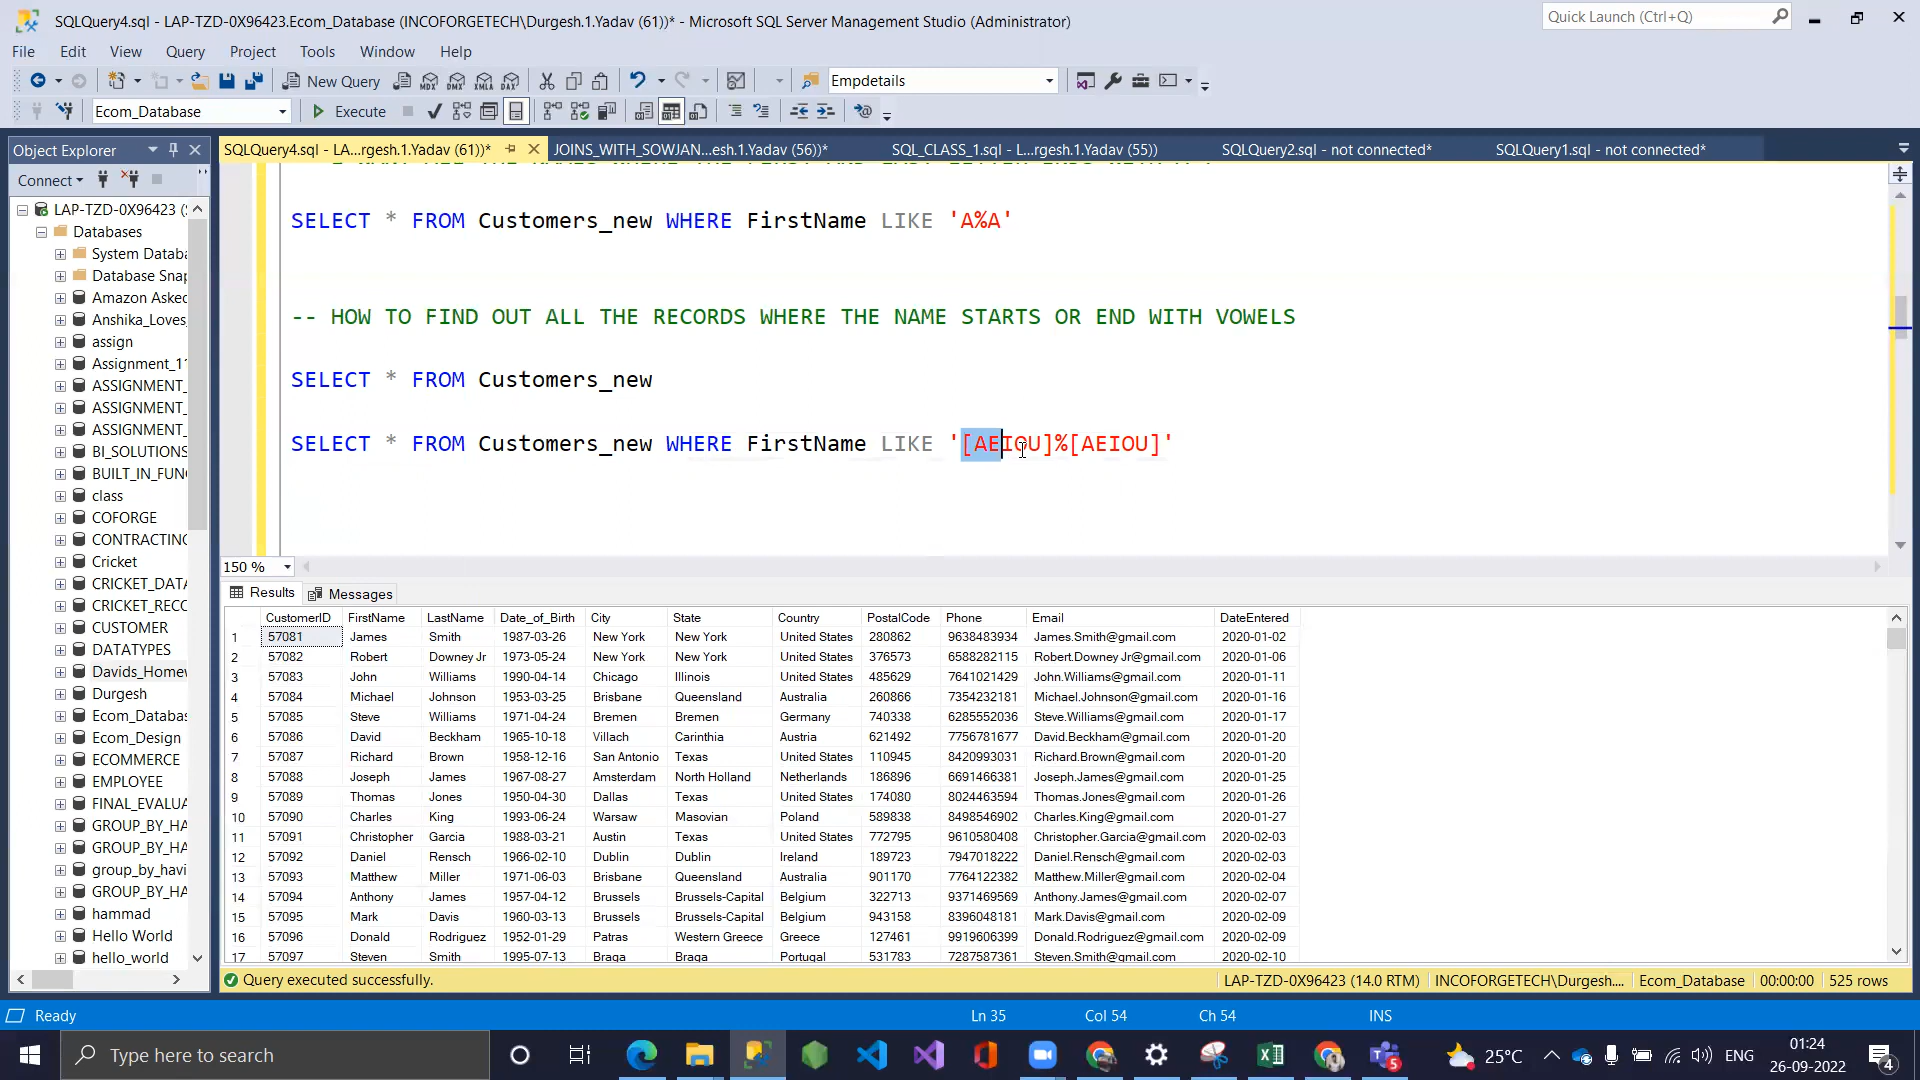 SQLQuery4.sql - LAP-TZD-0X96423.Ecom_Database (INCOFORGETECH\Durgesh.1.Yadav (61))* - Microsoft SQL Server Management Studio (Administrator)
Quick Launch (Ctrl+Q)
File Edit View Query Project Tools Window Help
New Query
Empdetails
Ecom_Database
Execute
Object Explorer
SQLQuery4.sql - LA...rgesh.1.Yadav (61))*
JOINS_WITH_SOWJAN...esh.1.Yadav (56))*
SQL_CLASS_1.sql - L...rgesh.1.Yadav (55))
SQLQuery2.sql - not connected*
SQLQuery1.sql - not connected*
Connect
LAP-TZD-0X96423 (
Databases
System Databa
Database Snap
Amazon Asked
Anshika_Loves_
assign
Assignment_11
ASSIGNMENT_
ASSIGNMENT_
ASSIGNMENT_
BI_SOLUTIONS
BUILT_IN_FUN
class
COFORGE
CONTRACTING
Cricket
CRICKET_DATA
CRICKET_RECC
CUSTOMER
DATATYPES
Davids_Homew
Durgesh
Ecom_Databas
Ecom_Design
ECOMMERCE
EMPLOYEE
FINAL_EVALUA
GROUP_BY_HA
GROUP_BY_HA
group_by_havi
GROUP_BY_HA
hammad
Hello World
hello_world
SELECT * FROM Customers_new WHERE FirstName LIKE 'A%A'
-- HOW TO FIND OUT ALL THE RECORDS WHERE THE NAME STARTS OR END WITH VOWELS
SELECT * FROM Customers_new
SELECT * FROM Customers_new WHERE FirstName LIKE '[AEIOU]%[AEIOU]'
150 %
Results Messages
CustomerID FirstName LastName Date_of_Birth City State Country PostalCode Phone Email DateEntered
1 57081 James Smith 1987-03-26 New York New York United States 280862 9638483934 James.Smith@gmail.com 2020-01-02
2 57082 Robert Downey Jr 1973-05-24 New York New York United States 376573 6588282115 Robert.Downey Jr@gmail.com 2020-01-06
3 57083 John Williams 1990-04-14 Chicago Illinois United States 485629 7641021429 John.Williams@gmail.com 2020-01-11
4 57084 Michael Johnson 1953-03-25 Brisbane Queensland Australia 260866 7354232181 Michael.Johnson@gmail.com 2020-01-16
5 57085 Steve Williams 1971-04-24 Bremen Bremen Germany 740338 6285552036 Steve.Williams@gmail.com 2020-01-17
6 57086 David Beckham 1965-10-18 Villach Carinthia Austria 621492 7756781677 David.Beckham@gmail.com 2020-01-20
7 57087 Richard Brown 1958-12-16 San Antonio Texas United States 110945 8420993031 Richard.Brown@gmail.com 2020-01-20
8 57088 Joseph James 1967-08-27 Amsterdam North Holland Netherlands 186896 6691466381 Joseph.James@gmail.com 2020-01-25
9 57089 Thomas Jones 1950-04-30 Dallas Texas United States 174080 8024463594 Thomas.Jones@gmail.com 2020-01-26
10 57090 Charles King 1993-06-24 Warsaw Masovian Poland 589838 8498546902 Charles.King@gmail.com 2020-01-27
11 57091 Christopher Garcia 1988-03-21 Austin Texas United States 772795 9610580408 Christopher.Garcia@gmail.com 2020-02-03
12 57092 Daniel Rensch 1966-02-10 Dublin Dublin Ireland 189723 7947018222 Daniel.Rensch@gmail.com 2020-02-03
13 57093 Matthew Miller 1971-06-03 Brisbane Queensland Australia 901170 7764122382 Matthew.Miller@gmail.com 2020-02-04
14 57094 Anthony James 1957-04-12 Brussels Brussels-Capital Belgium 322713 9371469569 Anthony.James@gmail.com 2020-02-07
15 57095 Mark Davis 1960-03-13 Brussels Brussels-Capital Belgium 943158 8396048181 Mark.Davis@gmail.com 2020-02-09
16 57096 Donald Rodriguez 1952-01-29 Patras Western Greece Greece 127461 9919606399 Donald.Rodriguez@gmail.com 2020-02-09
17 57097 Steven Smith 1995-07-13 Braga Braga Portugal 531783 7287587361 Steven.Smith@gmail.com 2020-02-10
Query executed successfully.
LAP-TZD-0X96423 (14.0 RTM) INCOFORGETECH\Durgesh.... Ecom_Database 00:00:00 525 rows
Ready Ln 35 Col 54 Ch 54 INS
Type here to search
25°C ENG 01:24
26-09-2022
4